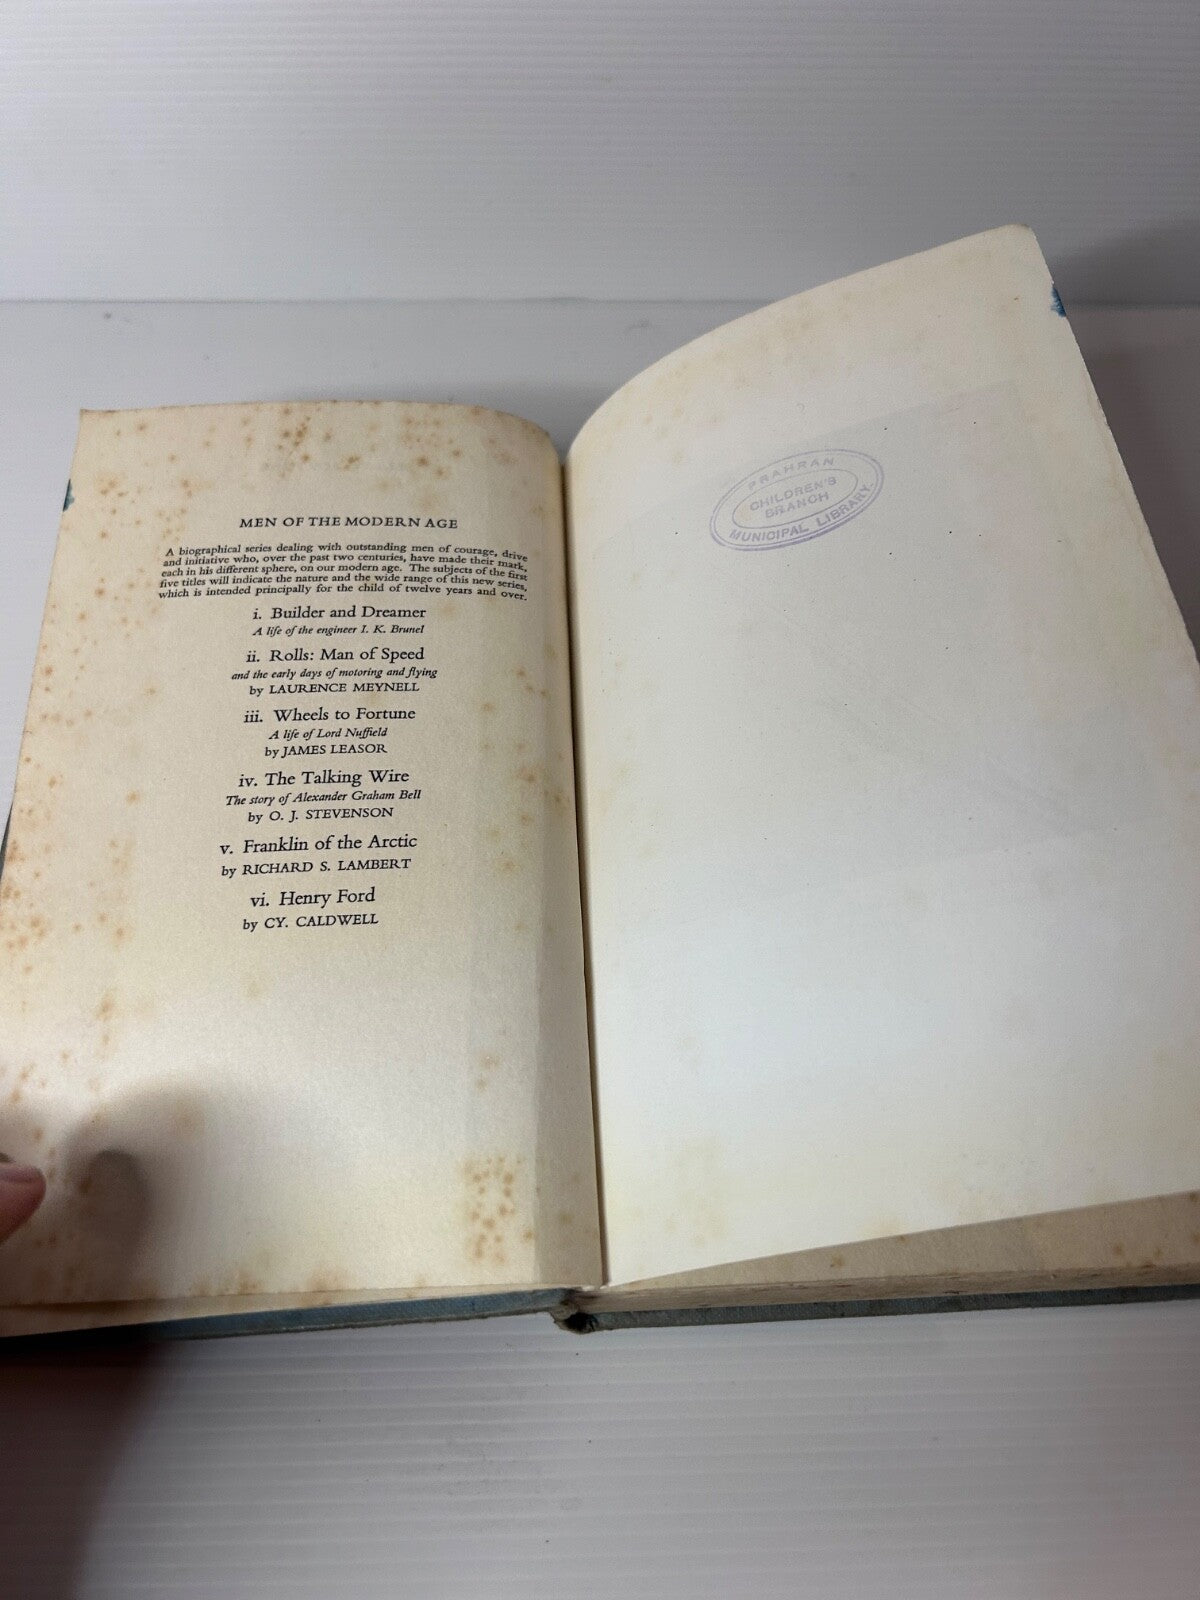 MEN OF THE MODERN AGE
A biographical series dealing with outstanding men of courage, drive
and initiative who, over the past two centuries, have made their mark,
each in his different sphere, on our modern age. The subjects of the first
five titles will indicate the nature and the wide range of this new series,
which is intended principally for the child of twelve years and over.
i. Builder and Dreamer
A life of the engineer I. K. Brunel
ii. Rolls: Man of Speed
and the early days of motoring and flying
by LAURENCE MEYNELL
iii. Wheels to Fortune
A life of Lord Nuffield
by JAMES LEASOR
iv. The Talking Wire
The story of Alexander Graham Bell
by O. J. STEVENSON
v. Franklin of the Arctic
by RICHARD S. LAMBERT
vi. Henry Ford
by CY. CALDWELL
PRAHRAN
CHILDREN'S
BRANCH
MUNICIPAL LIBRARY.